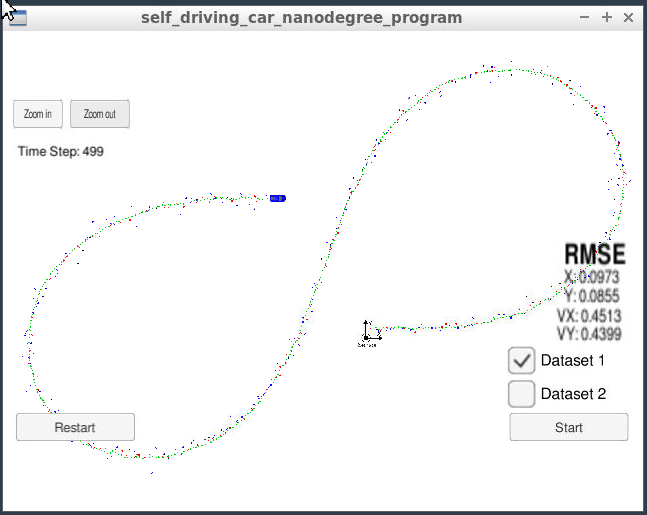 self_driving_car_nanodegree_program
Zoom in
Zoom out
Time Step: 499
RMSE
X: 0.0973
Y: 0.0855
VX: 0.4513
VY: 0.4399
Dataset 1
Dataset 2
Restart
Start